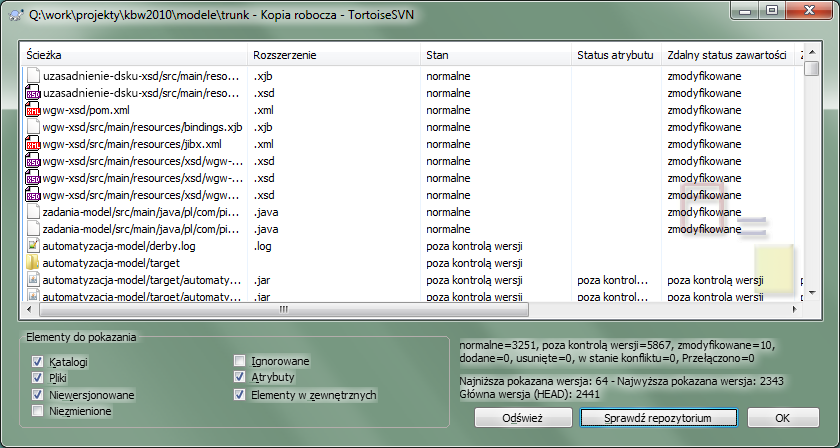 Q:\work\projekty\kbw2010\modele\trunk - Kopia robocza - TortoiseSVN
Ścieżka Rozszerzenie Stan Status atrybutu Zdalny status zawartości
uzasadnienie-dsku-xsd/src/main/reso... .xjb normalne zmodyfikowane
uzasadnienie-dsku-xsd/src/main/reso... .xsd normalne zmodyfikowane
wgw-xsd/pom.xml .xml normalne zmodyfikowane
wgw-xsd/src/main/resources/bindings.xjb .xjb normalne zmodyfikowane
wgw-xsd/src/main/resources/jibx.xml .xml normalne zmodyfikowane
wgw-xsd/src/main/resources/xsd/wgw-... .xsd normalne zmodyfikowane
wgw-xsd/src/main/resources/xsd/wgw-... .xsd normalne zmodyfikowane
wgw-xsd/src/main/resources/xsd/wgw... .xsd normalne zmodyfikowane
zadania-model/src/main/java/pl/com/pi... .java normalne zmodyfikowane
zadania-model/src/main/java/pl/com/pi... .java normalne zmodyfikowane
automatyzacja-model/derby.log .log poza kontrolą wersji
automatyzacja-model/target poza kontrolą wersji
automatyzacja-model/target/automaty... .jar poza kontrolą wersji poza kontrol... poza kontrolą wersji
automatyzacja-model/target/automaty... .jar poza kontrolą wersji poza kontrol... poza kontrolą wersji
Elementy do pokazania
Katalogi
Pliki
Niewersjonowane
Niezmienione
Ignorowane
Atrybuty
Elementy w zewnętrznych
normalne=3251, poza kontrolą wersji=5867, zmodyfikowane=10,
dodane=0, usunięte=0, w stanie konfliktu=0, Przełączono=0
Najniższa pokazana wersja: 64 - Najwyższa pokazana wersja: 2343
Główna wersja (HEAD): 2441
Odśwież Sprawdź repozytorium OK